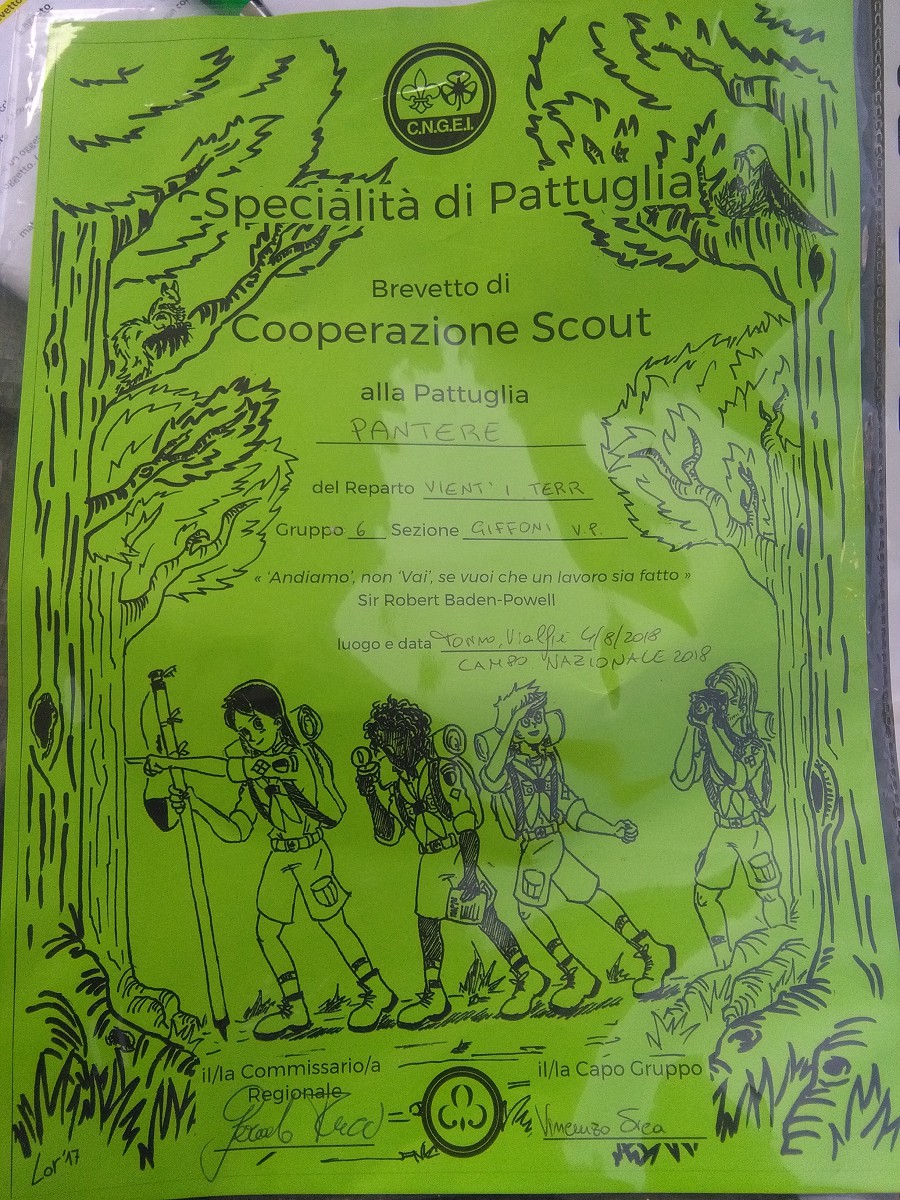 C.N.G.E.I.
Specialità di Pattuglia
Brevetto di
Cooperazione Scout
alla Pattuglia
PANTERE
del Reparto VIENT' I TERR
Gruppo 6 Sezione GIFFONI V.P.
« 'Andiamo', non 'Vai', se vuoi che un lavoro sia fatto »
Sir Robert Baden-Powell
luogo e data 4/8/2018
CAMPO NAZIONALE 2018
il/la Commissario/a
Regionale
il/la Capo Gruppo
Vincenzo
Lor'17